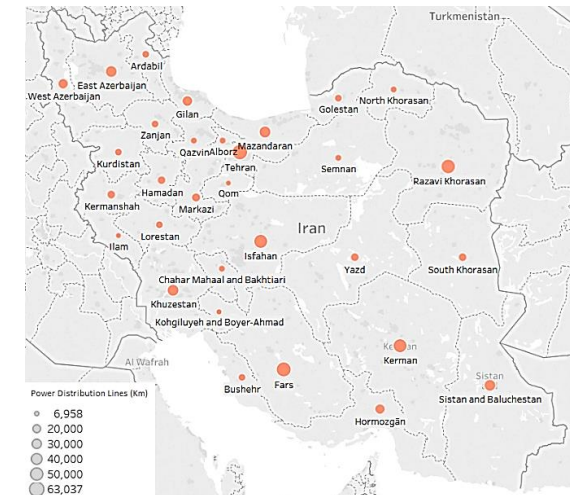 Turkmenistan
Ardabil
East Azerbaijan
West Azerbaijan
Gilan
Golestan
North Khorasan
Zanjan
Qazvin
Alborz
Mazandaran
Tehran
Kurdistan
Semnan
Razavi Khorasan
Hamadan
Qom
Kermanshah
Markazi
Iran
Ilam
Lorestan
Isfahan
Yazd
South Khorasan
Chahar Mahaal and Bakhtiari
Khuzestan
Kohgiluyeh and Boyer-Ahmad
Al Wafrah
Kerman
Sistan
Bushehr
Fars
Sistan and Baluchestan
Hormozgān
Power Distribution Lines (Km)
6,958
20,000
30,000
40,000
50,000
63,037